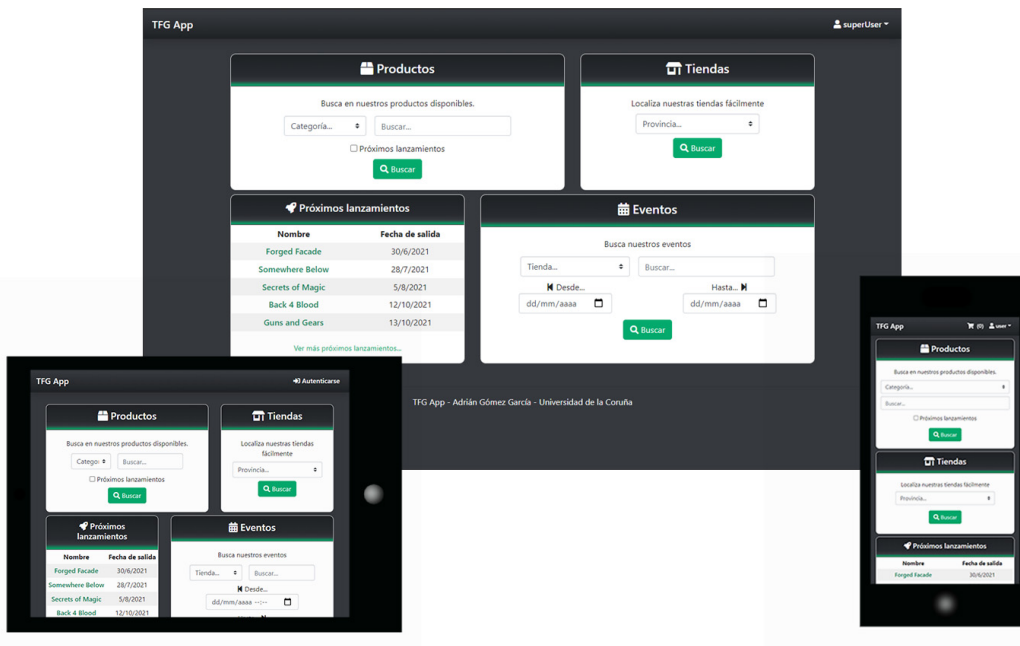 TFG App
superUser
Productos
Busca en nuestros productos disponibles.
Categoría...
Buscar...
Próximos lanzamientos
Buscar
Tiendas
Localiza nuestras tiendas fácilmente
Provincia...
Buscar
Próximos lanzamientos
Nombre Fecha de salida
Forged Facade 30/6/2021
Somewhere Below 28/7/2021
Secrets of Magic 5/8/2021
Back 4 Blood 12/10/2021
Guns and Gears 13/10/2021
Ver más próximos lanzamientos...
Eventos
Busca nuestros eventos
Tienda...
Buscar...
Desde... Hasta...
dd/mm/aaaa dd/mm/aaaa
Buscar
TFG App - Adrián Gómez García - Universidad de la Coruña
TFG App
Autenticarse
Productos
Busca en nuestros productos disponibles.
Catego
Buscar...
Próximos lanzamientos
Buscar
Tiendas
Localiza nuestras tiendas
fácilmente
Provincia...
Buscar
Próximos
lanzamientos
Nombre Fecha de salida
Forged Facade 30/6/2021
Somewhere Below 28/7/2021
Secrets of Magic 5/8/2021
Back 4 Blood 12/10/2021
Eventos
Busca nuestros eventos
Tienda...
Buscar...
Desde...
dd/mm/aaaa --:--
TFG App
(0) user
Productos
Busca en nuestros productos disponibles.
Categoría...
Buscar...
Próximos lanzamientos
Buscar
Tiendas
Localiza nuestras tiendas fácilmente
Provincia...
Buscar
Próximos lanzamientos
Nombre Fecha de salida
Forged Facade 30/6/2021